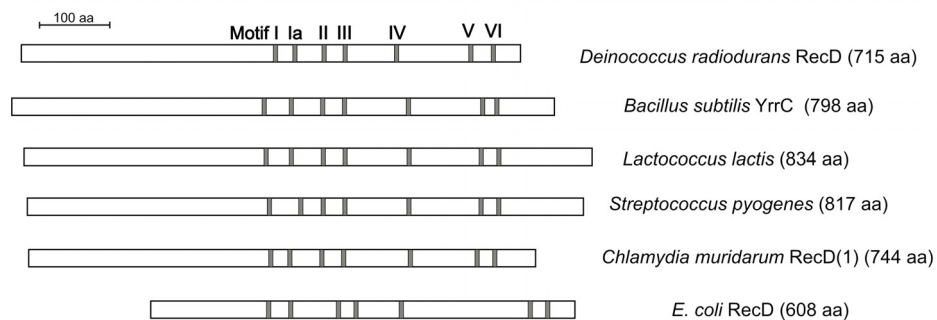 100 aa
Motif I Ia II III IV V VI
Deinococcus radiodurans RecD (715 aa)
Bacillus subtilis YrrC (798 aa)
Lactococcus lactis (834 aa)
Streptococcus pyogenes (817 aa)
Chlamydia muridarum RecD(1) (744 aa)
E. coli RecD (608 aa)